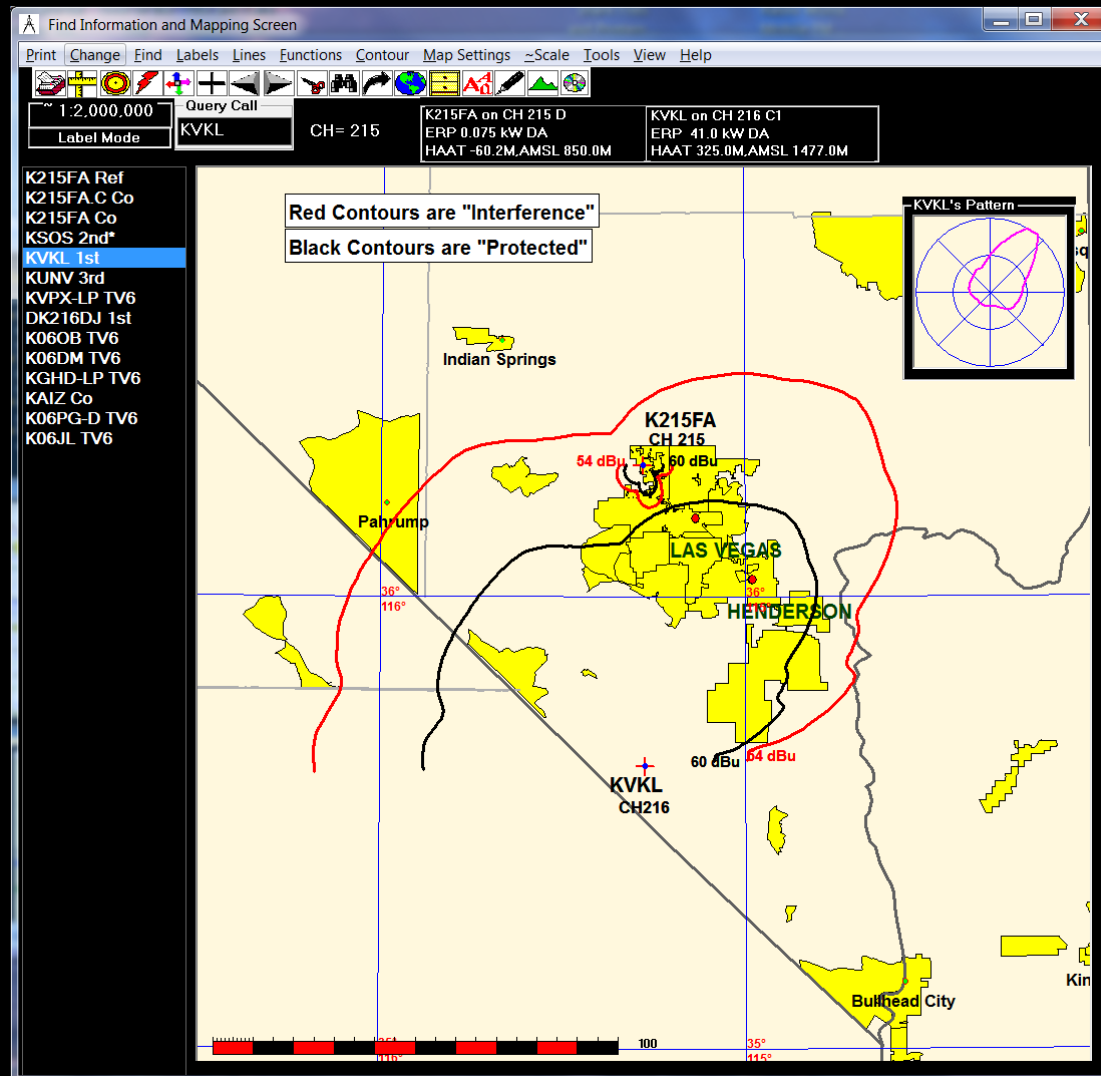 Find Information and Mapping Screen
Print Change Find Labels Lines Functions Contour Map Settings ~Scale Tools View Help
~ 1:2,000,000
Label Mode
Query Call
KVKL
CH= 215
K215FA on CH 215 D
ERP 0.075 kW DA
HAAT -60.2M,AMSL 850.0M
KVKL on CH 216 C1
ERP 41.0 kW DA
HAAT 325.0M,AMSL 1477.0M
K215FA Ref
K215FA.C Co
K215FA Co
KSOS 2nd*
KVKL 1st
KUNV 3rd
KVPX-LP TV6
DK216DJ 1st
K06OB TV6
K06DM TV6
KGHD-LP TV6
KAIZ Co
K06PG-D TV6
K06JL TV6
Red Contours are "Interference"
Black Contours are "Protected"
KVKL's Pattern
sq
Indian Springs
K215FA
CH 215
54 dBu
60 dBu
Pahrump
LAS VEGAS
36°
116°
36°
HENDERSON
60 dBu
54 dBu
KVKL
CH216
Kin
Bullhead City
100
116°
35°
115°